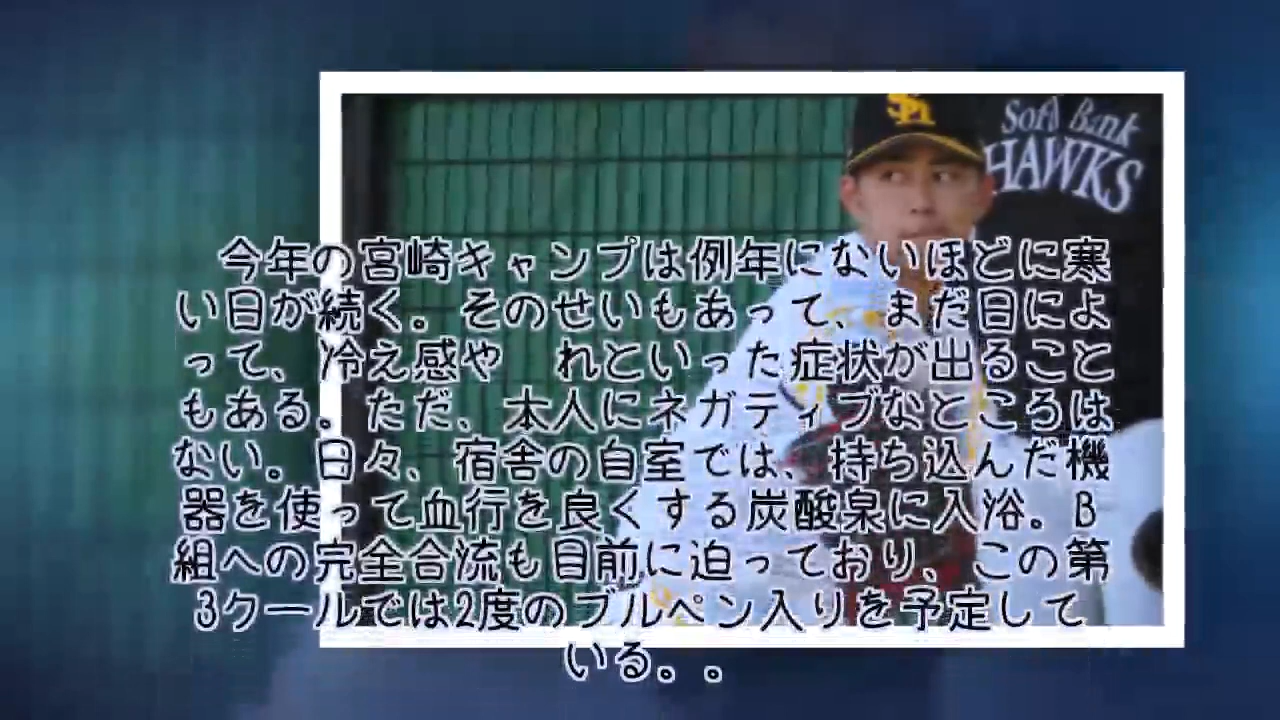 SH
Soft Bank
HAWKS
今年の宮崎キャンプは例年にないほどに寒
い日が続く。そのせいもあって、まだ日によ
って、冷え感や　れといった症状が出ること
もある。ただ、本人にネガティブなところは
ない。日々、宿舎の自室では、持ち込んだ機
器を使って血行を良くする炭酸泉に入浴。B
組への完全合流も目前に迫っており、この第
3クールでは2度のブルペン入りを予定して
いる。。